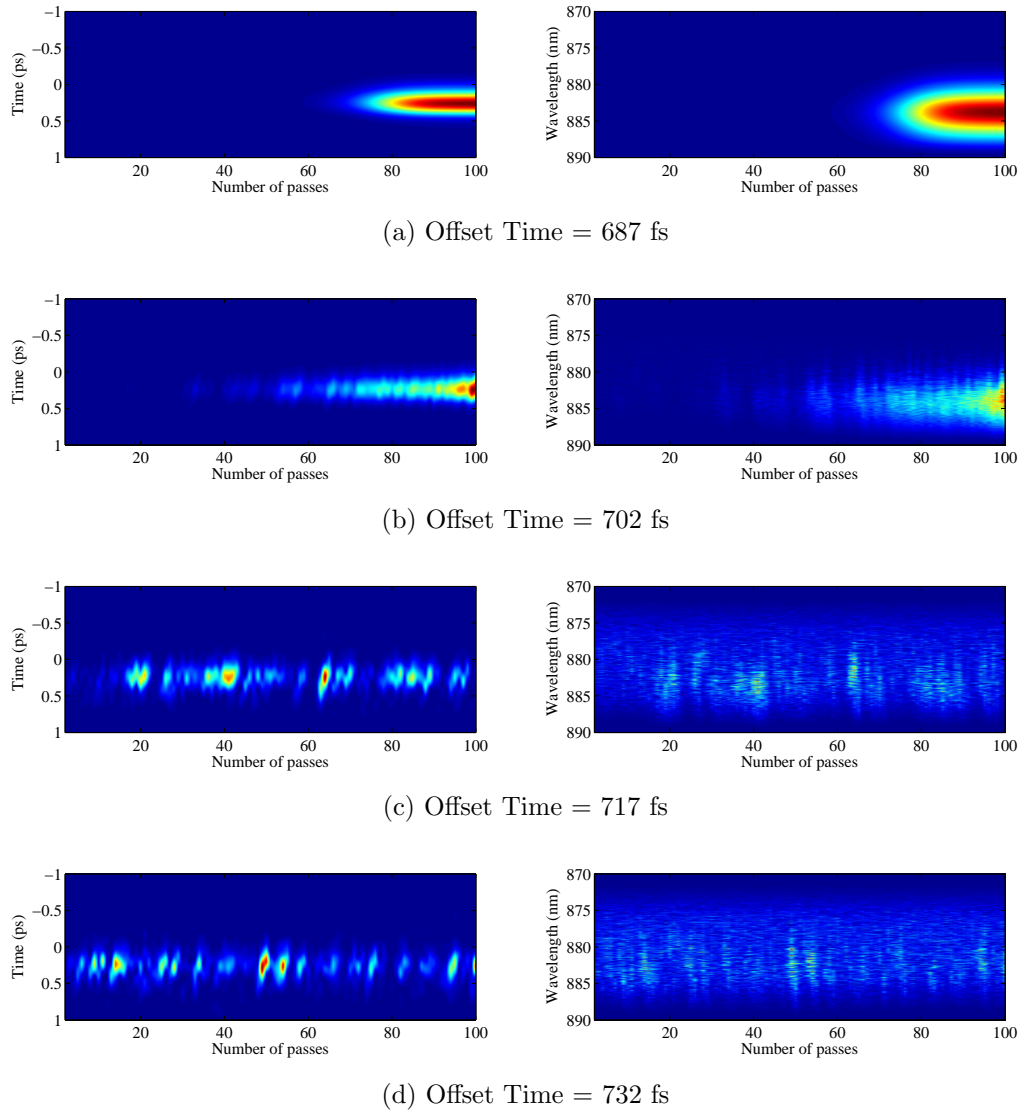 −1
−0.5
0
0.5
1
Time (ps)
20 40 60 80 100
Number of passes
870
880
885
890
Wavelength (nm)
20 40 60 80 100
Number of passes
(a) Offset Time = 687 fs
−1
−0.5
0
0.5
1
Time (ps)
20 40 60 80 100
Number of passes
870
880
885
890
Wavelength (nm)
20 40 60 80 100
Number of passes
(b) Offset Time = 702 fs
−1
−0.5
0
0.5
1
Time (ps)
20 40 60 80 100
Number of passes
870
875
880
885
890
Wavelength (nm)
20 40 60 80 100
Number of passes
(c) Offset Time = 717 fs
−1
−0.5
0
0.5
1
Time (ps)
20 40 60 80 100
Number of passes
870
875
880
885
890
Wavelength (nm)
20 40 60 80 100
Number of passes
(d) Offset Time = 732 fs